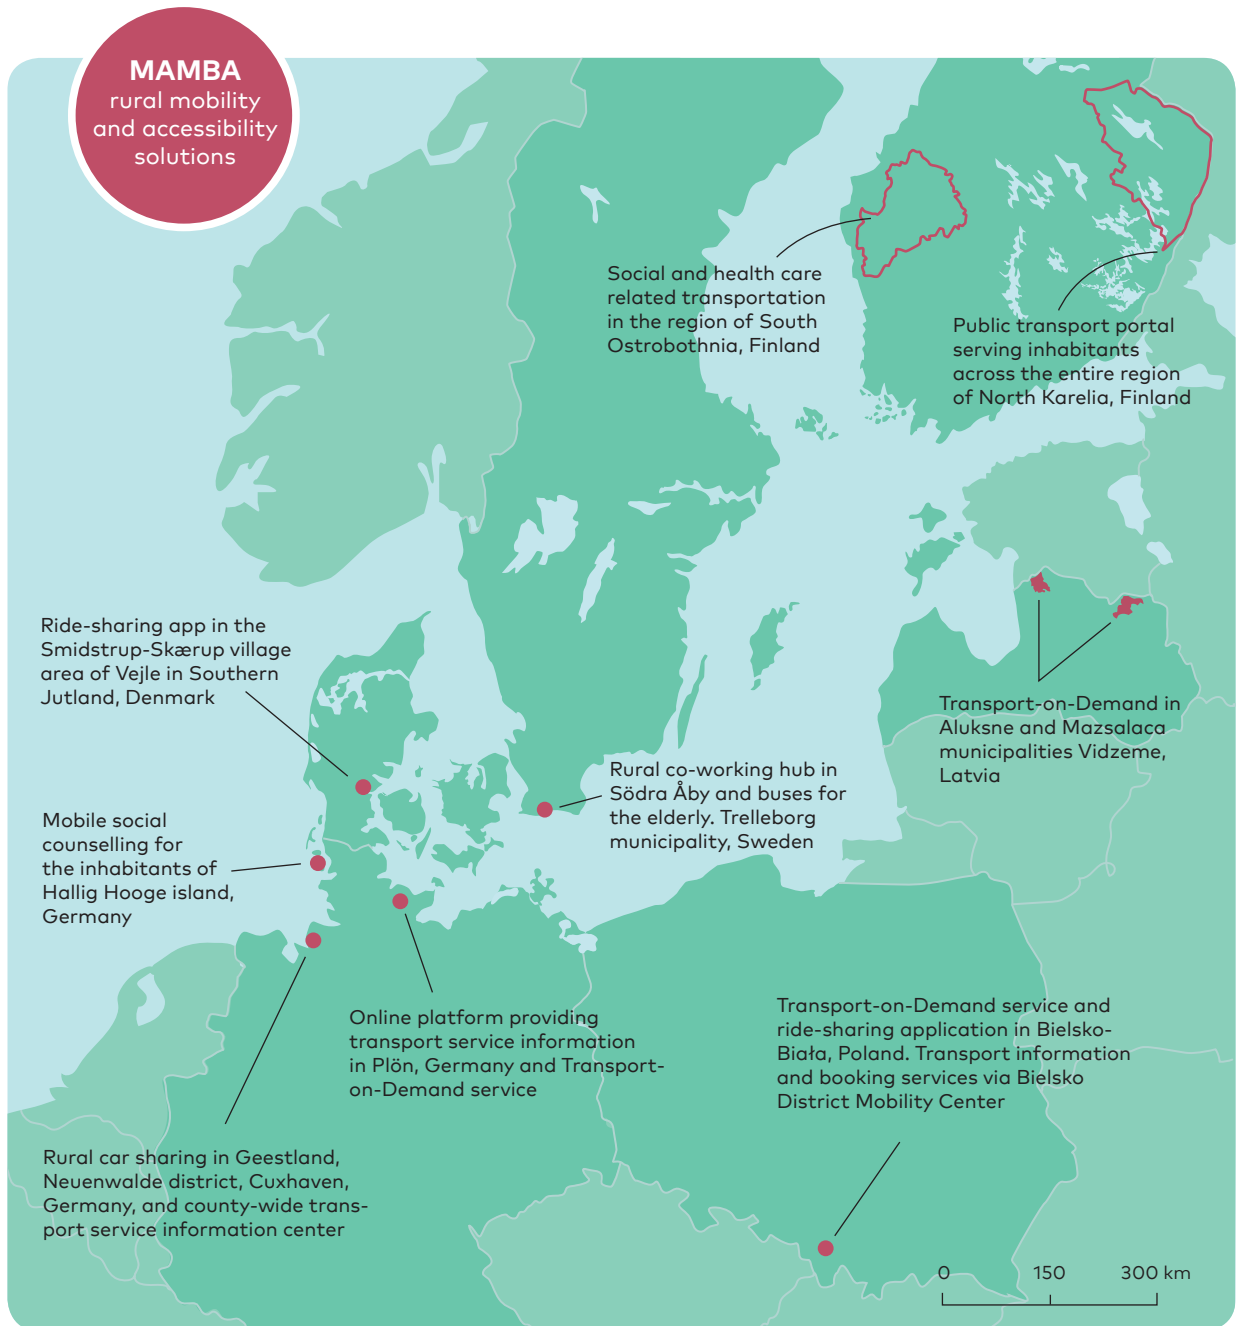 MAMBA
rural mobility
and accessibility
solutions
Social and health care
related transportation
in the region of South
Ostrobothnia, Finland
Public transport portal
serving inhabitants
across the entire region
of North Karelia, Finland
Ride-sharing app in the
Smidstrup-Skærup village
area of Vejle in Southern
Jutland, Denmark
Transport-on-Demand in
Aluksne and Mazsalaca
municipalities Vidzeme,
Latvia
Rural co-working hub in
Södra Åby and buses for
the elderly. Trelleborg
municipality, Sweden
Mobile social
counselling for
the inhabitants of
Hallig Hooge island,
Germany
Online platform providing
transport service information
in Plön, Germany and Transport-
on-Demand service
Transport-on-Demand service and
ride-sharing application in Bielsko-
Biała, Poland. Transport information
and booking services via Bielsko
District Mobility Center
Rural car sharing in Geestland,
Neuenwalde district, Cuxhaven,
Germany, and county-wide trans-
port service information center
0 150 300 km